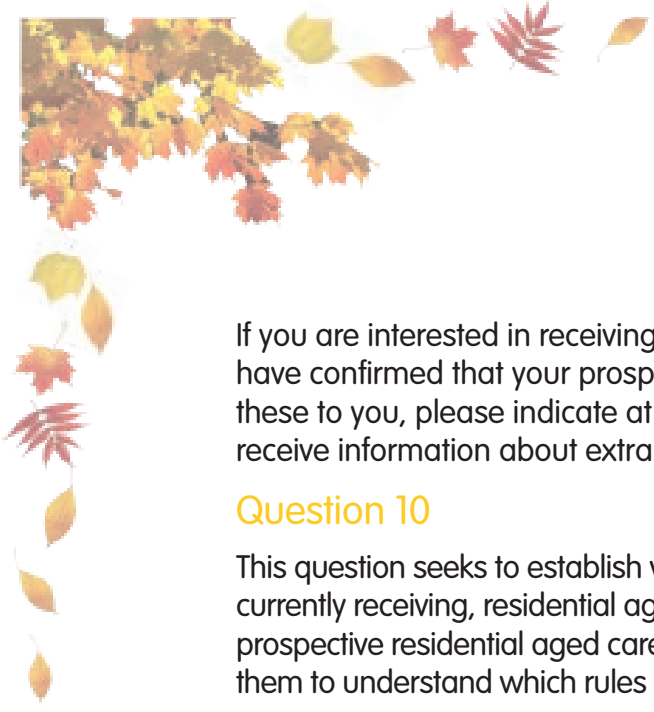 If you are interested in receiving
have confirmed that your prosp
these to you, please indicate at
receive information about extra
Question 10
This question seeks to establish
currently receiving, residential ag
prospective residential aged care
them to understand which rules